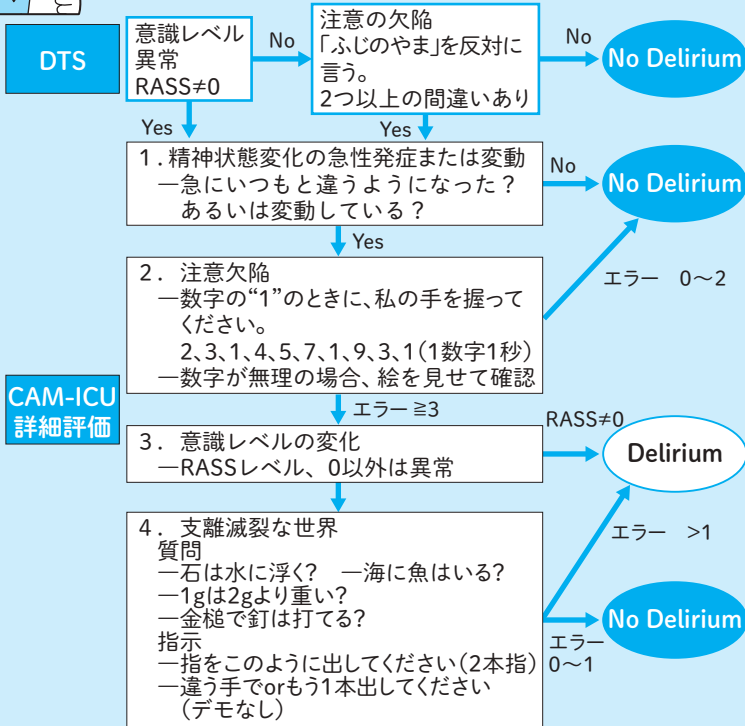 DTS
意識レベル
異常
RASS≠0
No
注意の欠陥
「ふじのやま」を反対に
言う。
2つ以上の間違いあり
No
No Delirium
Yes
Yes
1.精神状態変化の急性発症または変動
―急にいつもと違うようになった?
あるいは変動している?
No
No Delirium
Yes
2. 注意欠陥
―数字の“1”のときに、私の手を握って
ください。
2、3、1、4、5、7、1、9、3、1(1数字1秒)
―数字が無理の場合、絵を見せて確認
エラー 0～2
CAM-ICU
詳細評価
エラー≧3
3. 意識レベルの変化
―RASSレベル、0以外は異常
RASS≠0
Delirium
4. 支離滅裂な世界
質問
―石は水に浮く? ―海に魚はいる?
―1gは2gより重い?
―金槌で釘は打てる?
指示
―指をこのように出してください(2本指)
―違う手でorもう1本出してください
(デモなし)
エラー >1
エラー
0～1
No Delirium